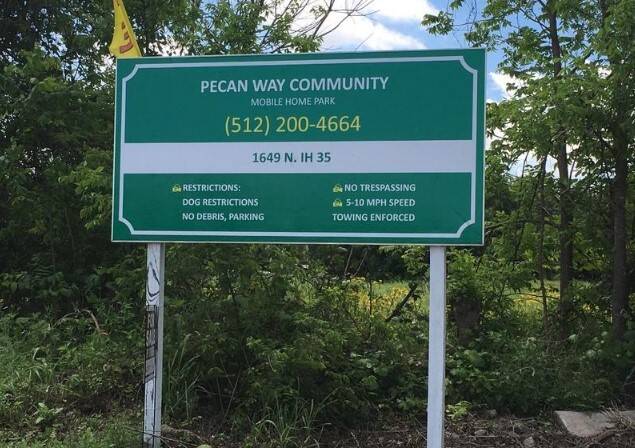 PECAN WAY COMMUNITY
MOBILE HOME PARK
(512) 200-4664
1649 N. IH 35
RESTRICTIONS:
DOG RESTRICTIONS
NO DEBRIS, PARKING
NO TRESPASSING
5-10 MPH SPEED
TOWING ENFORCED